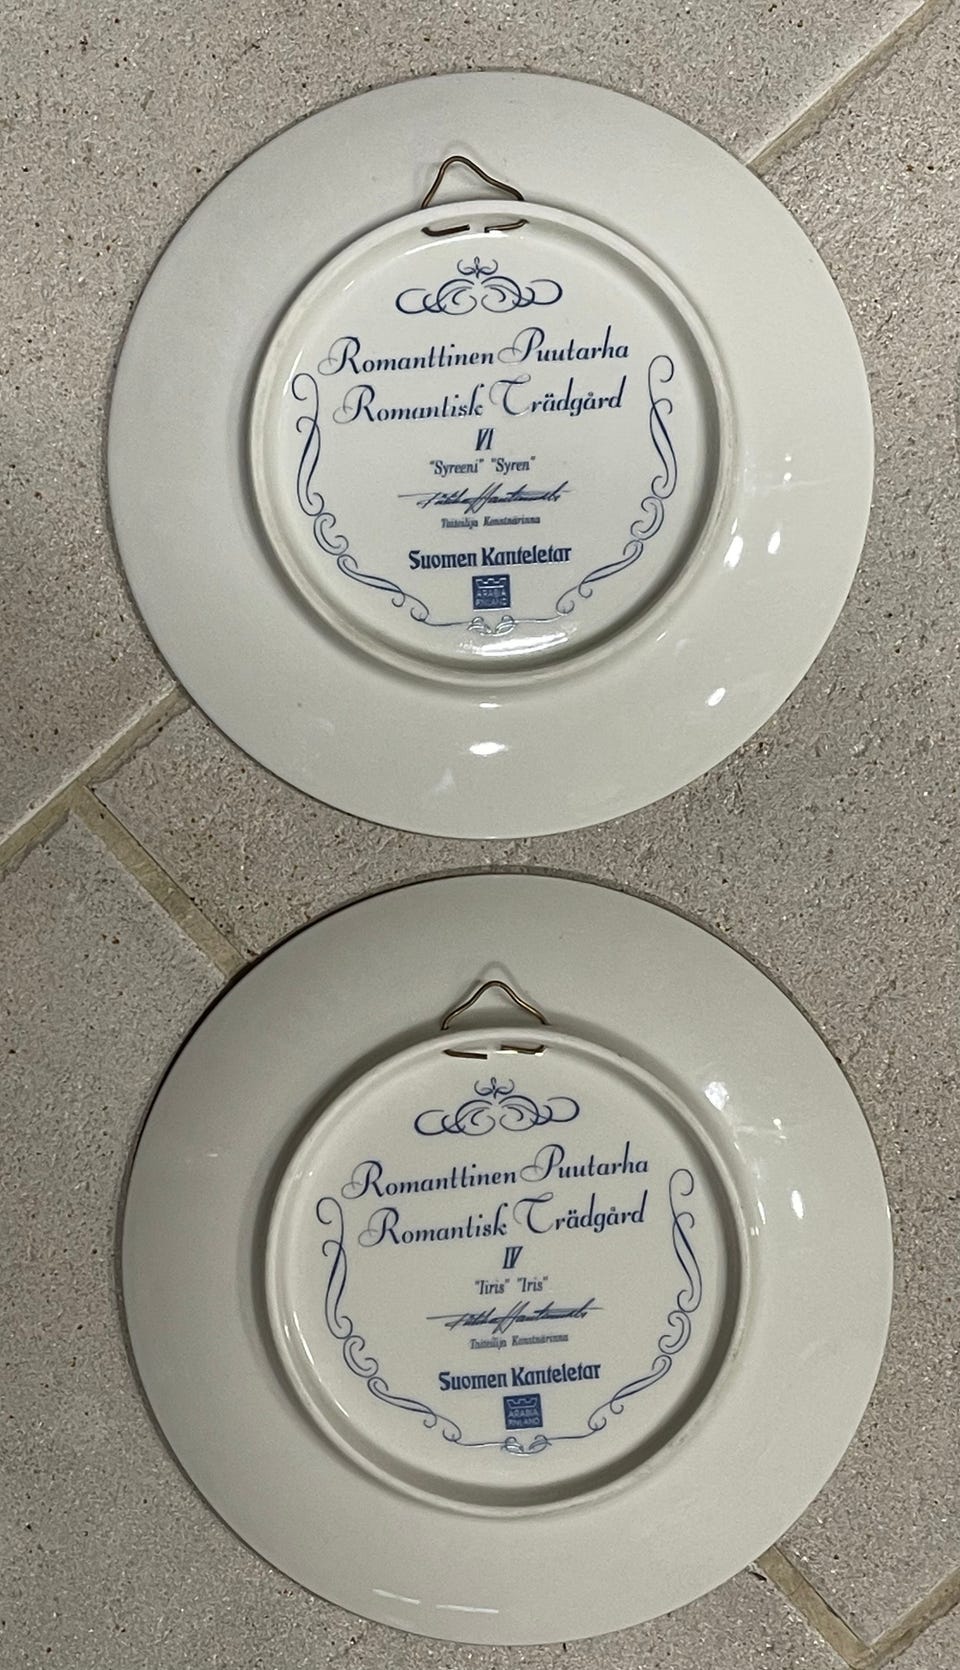 Romanttinen Puutarha
Romantisk Trädgård
VI
"Syreeni" "Syren"
Taiteilija Konstnärinna
Suomen Kanteletar
ARABIA
FINLAND
Romanttinen Puutarha
Romantisk Trädgård
IV
"Iiris" "Iris"
Taiteilija Konstnärinna
Suomen Kanteletar
ARABIA
FINLAND